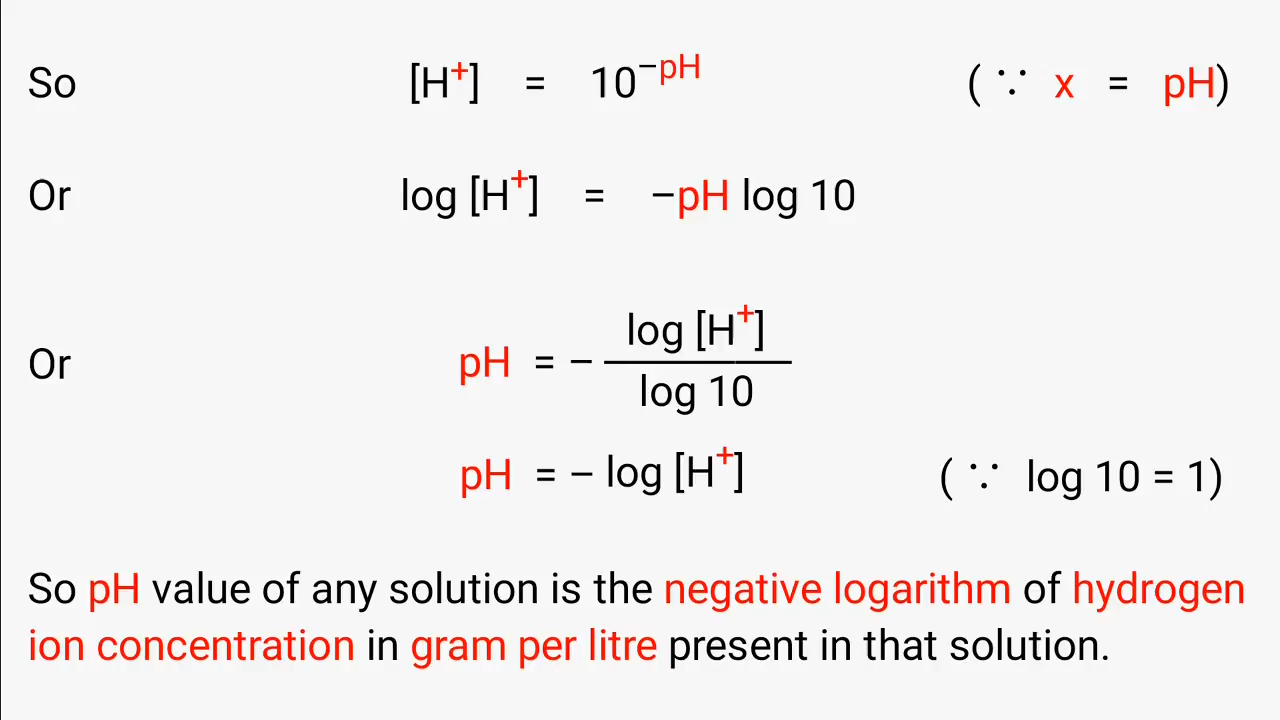 So [H⁺] = 10⁻ᵖᴴ (∵ x = pH)
Or log [H⁺] = –pH log 10
Or pH = – log [H⁺] / log 10
pH = – log [H⁺] (∵ log 10 = 1)
So pH value of any solution is the negative logarithm of hydrogen
ion concentration in gram per litre present in that solution.